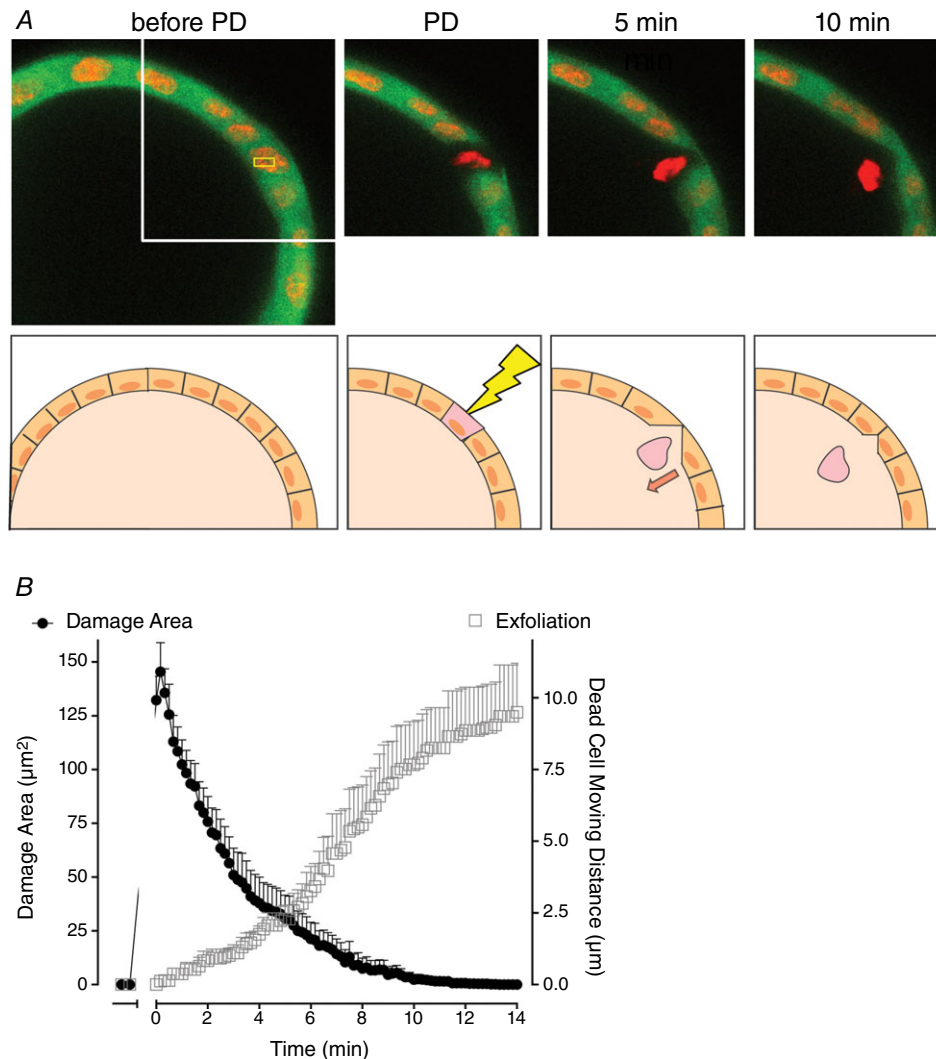 A
before PD
PD
5 min
10 min
min
B
Damage Area
Exfoliation
150
125
100
75
50
25
0
Damage Area (µm²)
10.0
7.5
5.0
2.5
0.0
Dead Cell Moving Distance (µm)
0 2 4 6 8 10 12 14
Time (min)